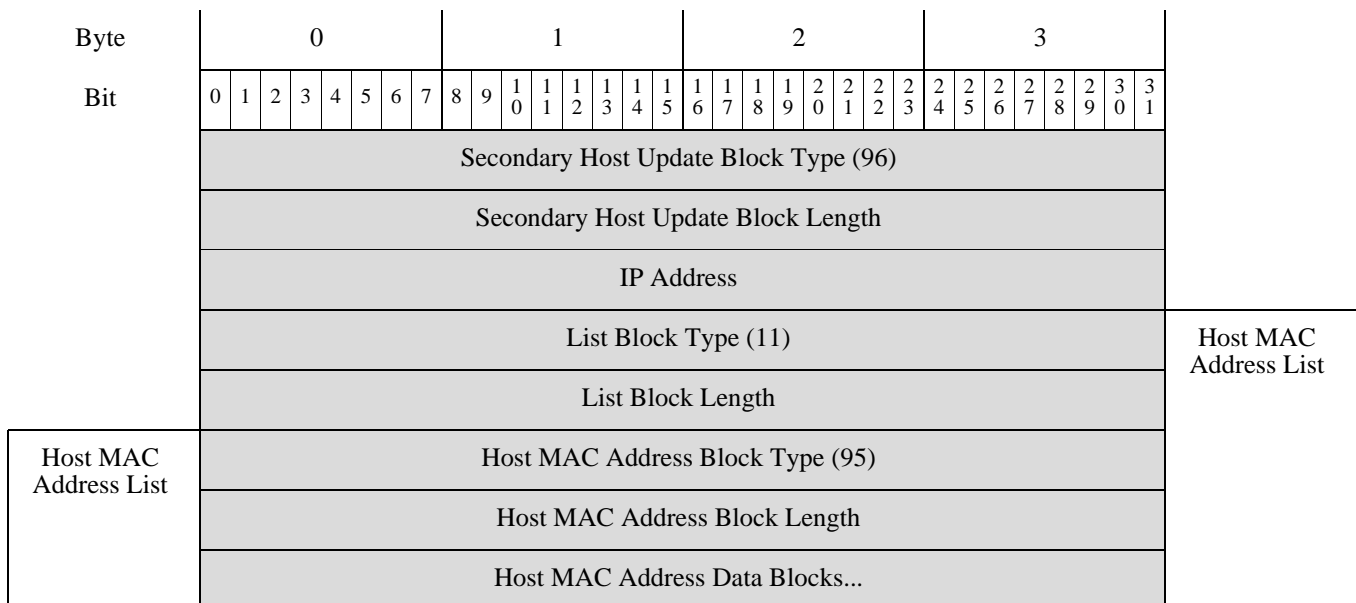 Byte 0 1 2 3
Bit 0 1 2 3 4 5 6 7 8 9 10 11 12 13 14 15 16 17 18 19 20 21 22 23 24 25 26 27 28 29 30 31
Secondary Host Update Block Type (96)
Secondary Host Update Block Length
IP Address
List Block Type (11)
Host MAC
Address List
List Block Length
Host MAC
Address List
Host MAC Address Block Type (95)
Host MAC Address Block Length
Host MAC Address Data Blocks...